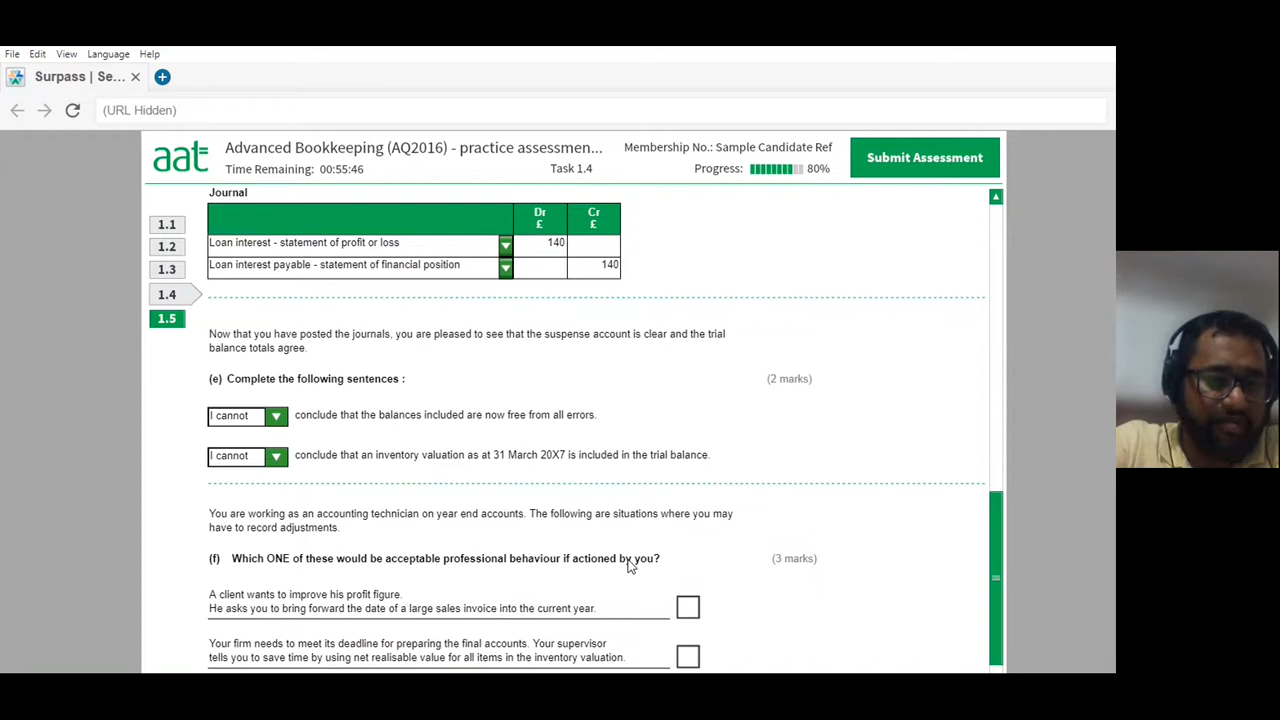 File Edit View Language Help
Surpass | Se...
(URL Hidden)
aat
Advanced Bookkeeping (AQ2016) - practice assessmen...
Membership No.: Sample Candidate Ref
Submit Assessment
Time Remaining: 00:55:46
Task 1.4
Progress: 80%
Journal
Dr Cr
£ £
1.1
Loan interest - statement of profit or loss 140
1.2
Loan interest payable - statement of financial position 140
1.3
1.4
1.5
Now that you have posted the journals, you are pleased to see that the suspense account is clear and the trial
balance totals agree.
(e) Complete the following sentences : (2 marks)
I cannot conclude that the balances included are now free from all errors.
I cannot conclude that an inventory valuation as at 31 March 20X7 is included in the trial balance.
You are working as an accounting technician on year end accounts. The following are situations where you may
have to record adjustments.
(f) Which ONE of these would be acceptable professional behaviour if actioned by you? (3 marks)
A client wants to improve his profit figure.
He asks you to bring forward the date of a large sales invoice into the current year.
Your firm needs to meet its deadline for preparing the final accounts. Your supervisor
tells you to save time by using net realisable value for all items in the inventory valuation.